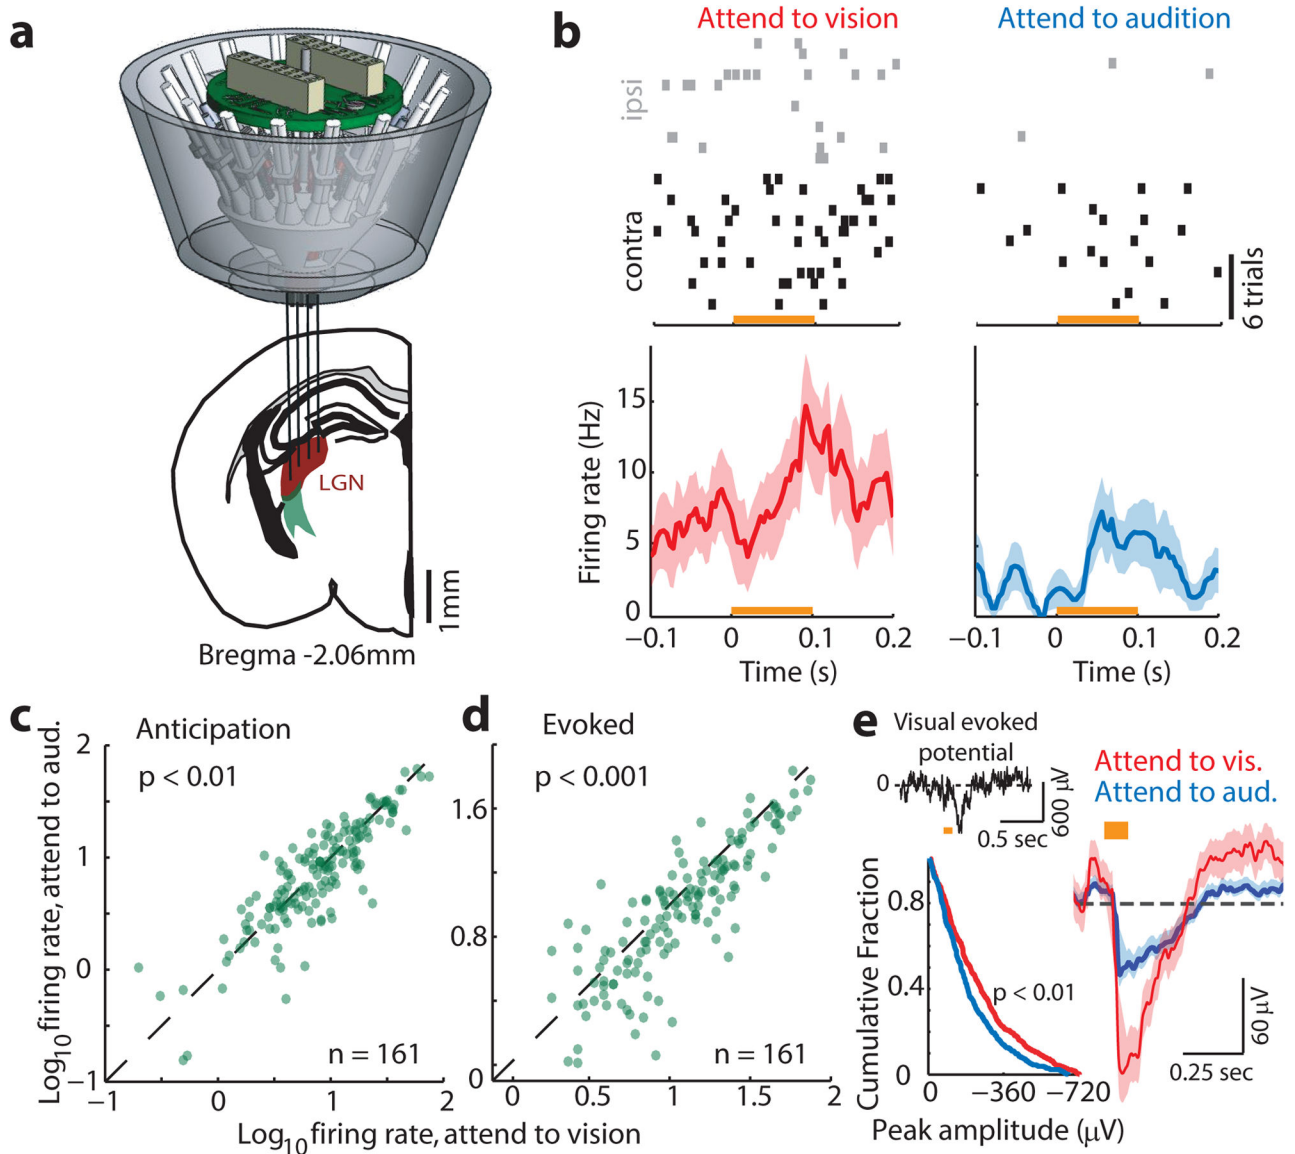 a
LGN
1mm
Bregma -2.06mm
b
Attend to vision
Attend to audition
ipsi
contra
6 trials
Firing rate (Hz)
15
10
5
0
−0.1
0
0.1
0.2
Time (s)
−0.1
0
0.1
0.2
Time (s)
c
Anticipation
p < 0.01
n = 161
Log10 firing rate, attend to aud.
2
1
0
−1
−1
0
1
2
d
Evoked
p < 0.001
n = 161
1.6
0.8
0
0
0.5
1
1.5
2
Log10 firing rate, attend to vision
e
Visual evoked
potential
0
600 μV
0.5 sec
Attend to vis.
Attend to aud.
Cumulative Fraction
0.8
0.4
0
p < 0.01
0
−360
−720
Peak amplitude (μV)
60 μV
0.25 sec